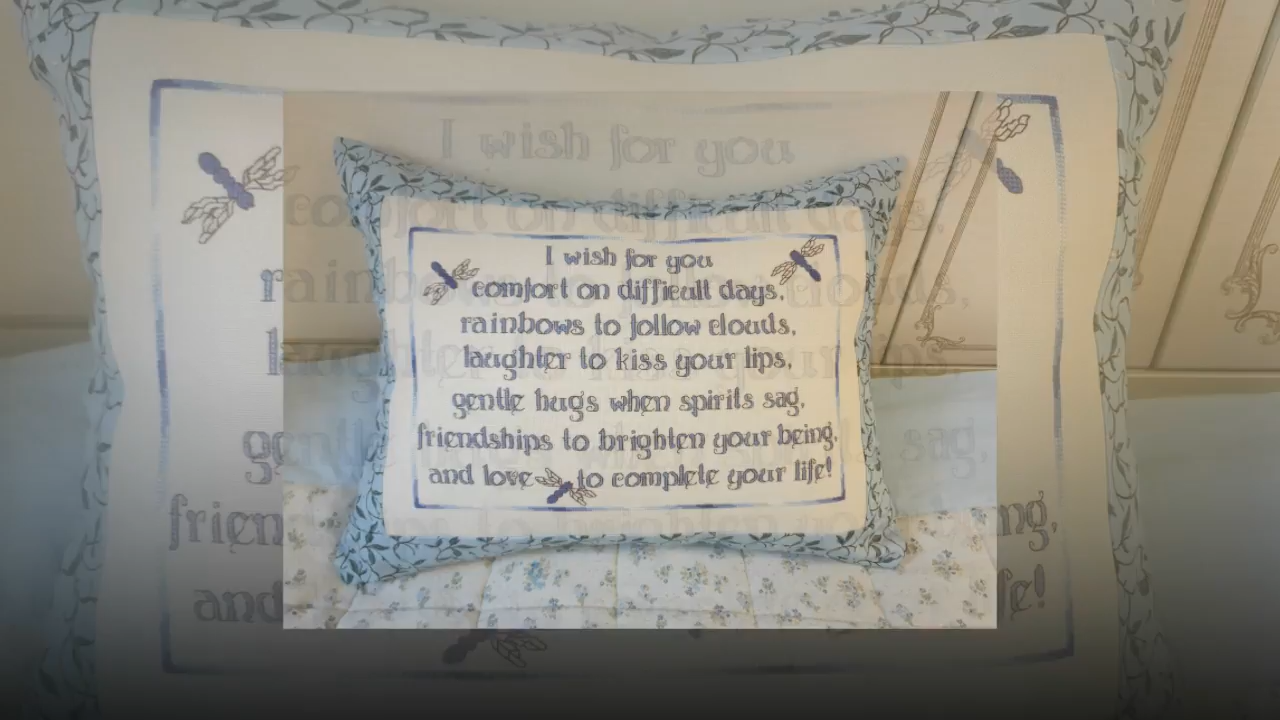 I wish for you
comfort on difficult days,
rainbows to follow clouds,
laughter to kiss your lips,
gentle hugs when spirits sag,
friendships to brighten your being,
and love to complete your life!